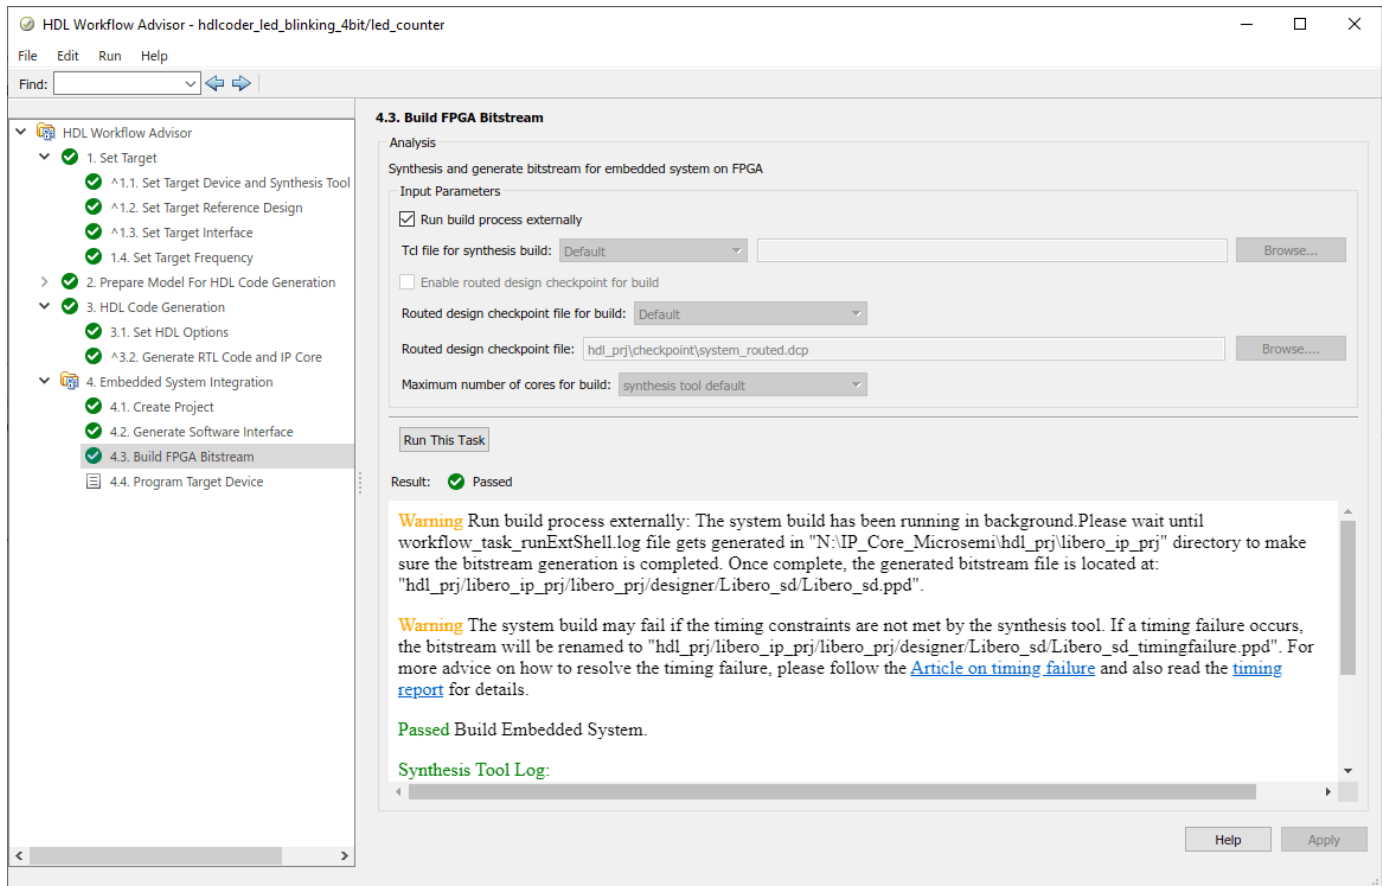 HDL Workflow Advisor - hdlcoder_led_blinking_4bit/led_counter
File Edit Run Help
Find:
HDL Workflow Advisor
1. Set Target
^1.1. Set Target Device and Synthesis Tool
^1.2. Set Target Reference Design
^1.3. Set Target Interface
1.4. Set Target Frequency
2. Prepare Model For HDL Code Generation
3. HDL Code Generation
3.1. Set HDL Options
^3.2. Generate RTL Code and IP Core
4. Embedded System Integration
4.1. Create Project
4.2. Generate Software Interface
4.3. Build FPGA Bitstream
4.4. Program Target Device
4.3. Build FPGA Bitstream
Analysis
Synthesis and generate bitstream for embedded system on FPGA
Input Parameters
Run build process externally
Tcl file for synthesis build: Default Browse...
Enable routed design checkpoint for build
Routed design checkpoint file for build: Default
Routed design checkpoint file: hdl_prj\checkpoint\system_routed.dcp Browse....
Maximum number of cores for build: synthesis tool default
Run This Task
Result: Passed
Warning Run build process externally: The system build has been running in background.Please wait until
workflow_task_runExtShell.log file gets generated in "N:\IP_Core_Microsemi\hdl_prj\libero_ip_prj" directory to make
sure the bitstream generation is completed. Once complete, the generated bitstream file is located at:
"hdl_prj/libero_ip_prj/libero_prj/designer/Libero_sd/Libero_sd.ppd".
Warning The system build may fail if the timing constraints are not met by the synthesis tool. If a timing failure occurs,
the bitstream will be renamed to "hdl_prj/libero_ip_prj/libero_prj/designer/Libero_sd/Libero_sd_timingfailure.ppd". For
more advice on how to resolve the timing failure, please follow the Article on timing failure and also read the timing
report for details.
Passed Build Embedded System.
Synthesis Tool Log:
Help Apply